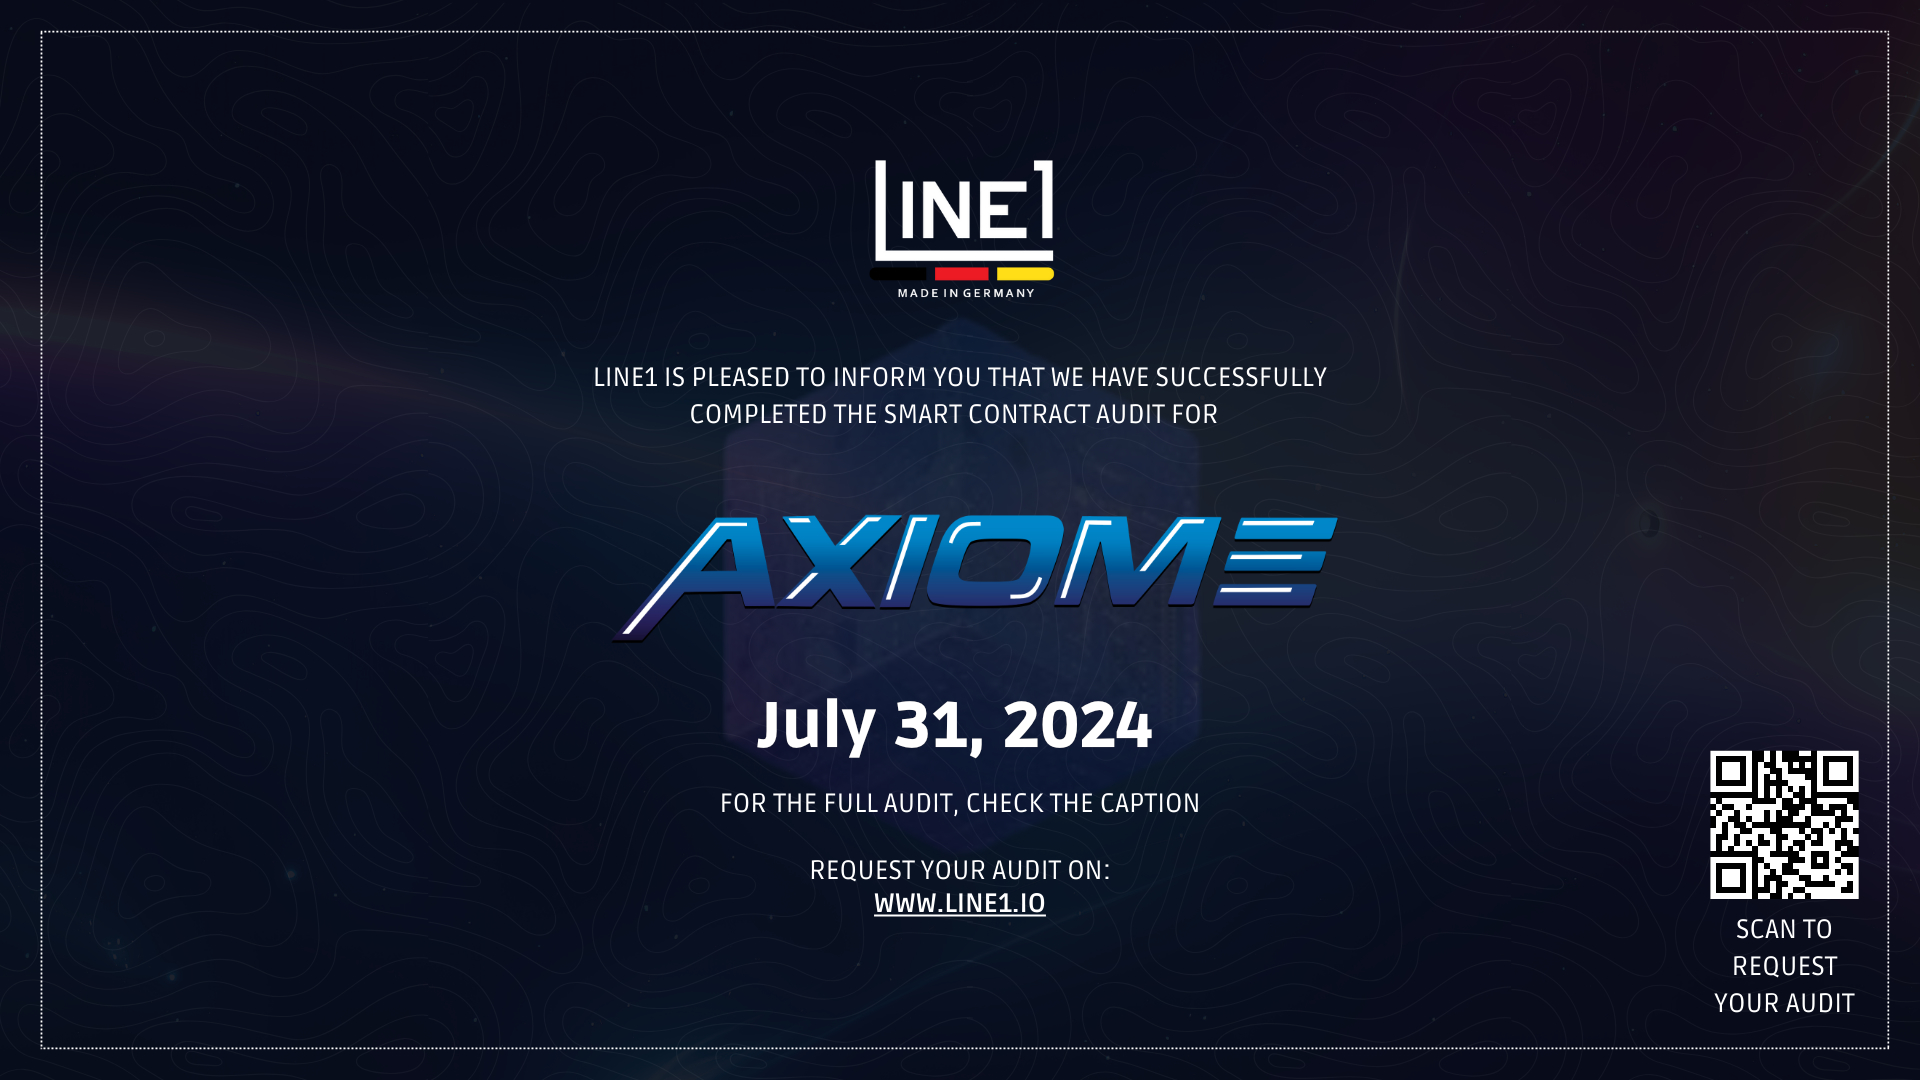 LINE1
MADE IN GERMANY
LINE1 IS PLEASED TO INFORM YOU THAT WE HAVE SUCCESSFULLY
COMPLETED THE SMART CONTRACT AUDIT FOR
AXIOME
July 31, 2024
FOR THE FULL AUDIT, CHECK THE CAPTION
REQUEST YOUR AUDIT ON:
WWW.LINE1.IO
SCAN TO
REQUEST
YOUR AUDIT